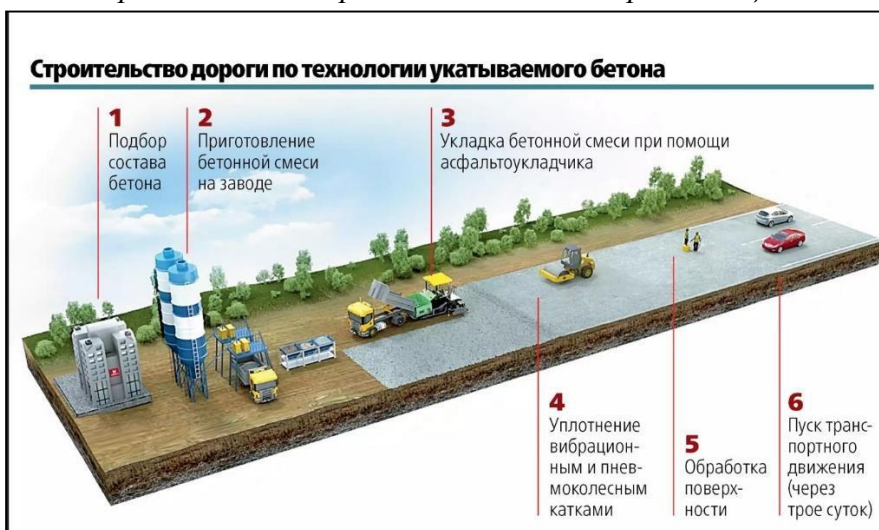 Строительство дороги по технологии укатываемого бетона
1
Подбор
состава
бетона
2
Приготовление
бетонной смеси
на заводе
3
Укладка бетонной смеси при помощи
асфальтоукладчика
4
Уплотнение
вибрацион-
ным и пнев-
моколесным
катками
5
Обработка
поверх-
ности
6
Пуск транс-
портного
движения
(через
трое суток)